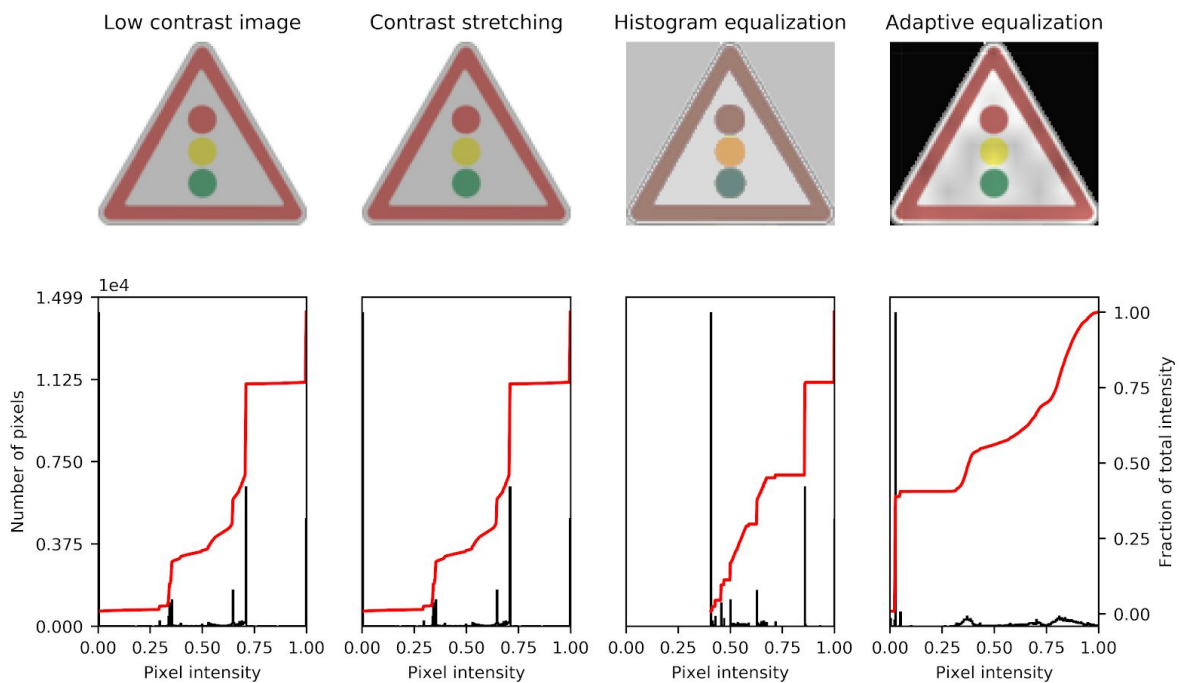 Low contrast image
Contrast stretching
Histogram equalization
Adaptive equalization
1e4
1.499
1.125
0.750
0.375
0.000
Number of pixels
0.00 0.25 0.50 0.75 1.00
Pixel intensity
0.00 0.25 0.50 0.75 1.00
Pixel intensity
0.00 0.25 0.50 0.75 1.00
Pixel intensity
0.00 0.25 0.50 0.75 1.00
Pixel intensity
1.00
0.75
0.50
0.25
0.00
Fraction of total intensity